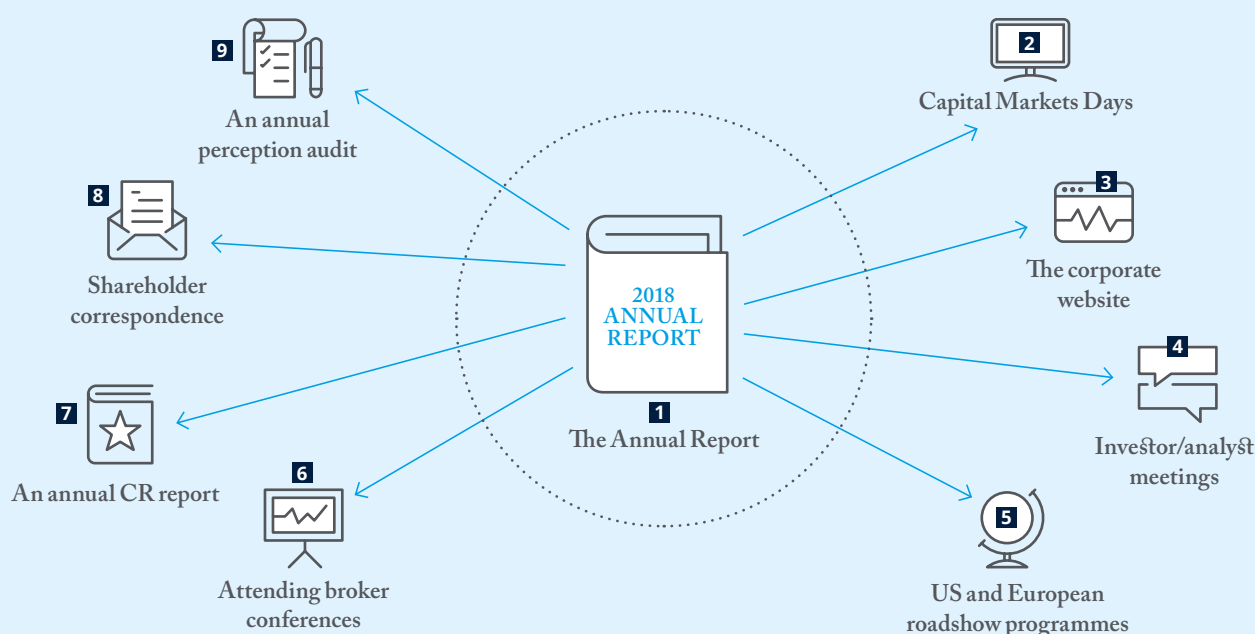 1
2018
ANNUAL
REPORT
The Annual Report
2
Capital Markets Days
3
The corporate
website
4
Investor/analyst
meetings
5
US and European
roadshow programmes
6
Attending broker
conferences
7
An annual CR report
8
Shareholder
correspondence
9
An annual
perception audit